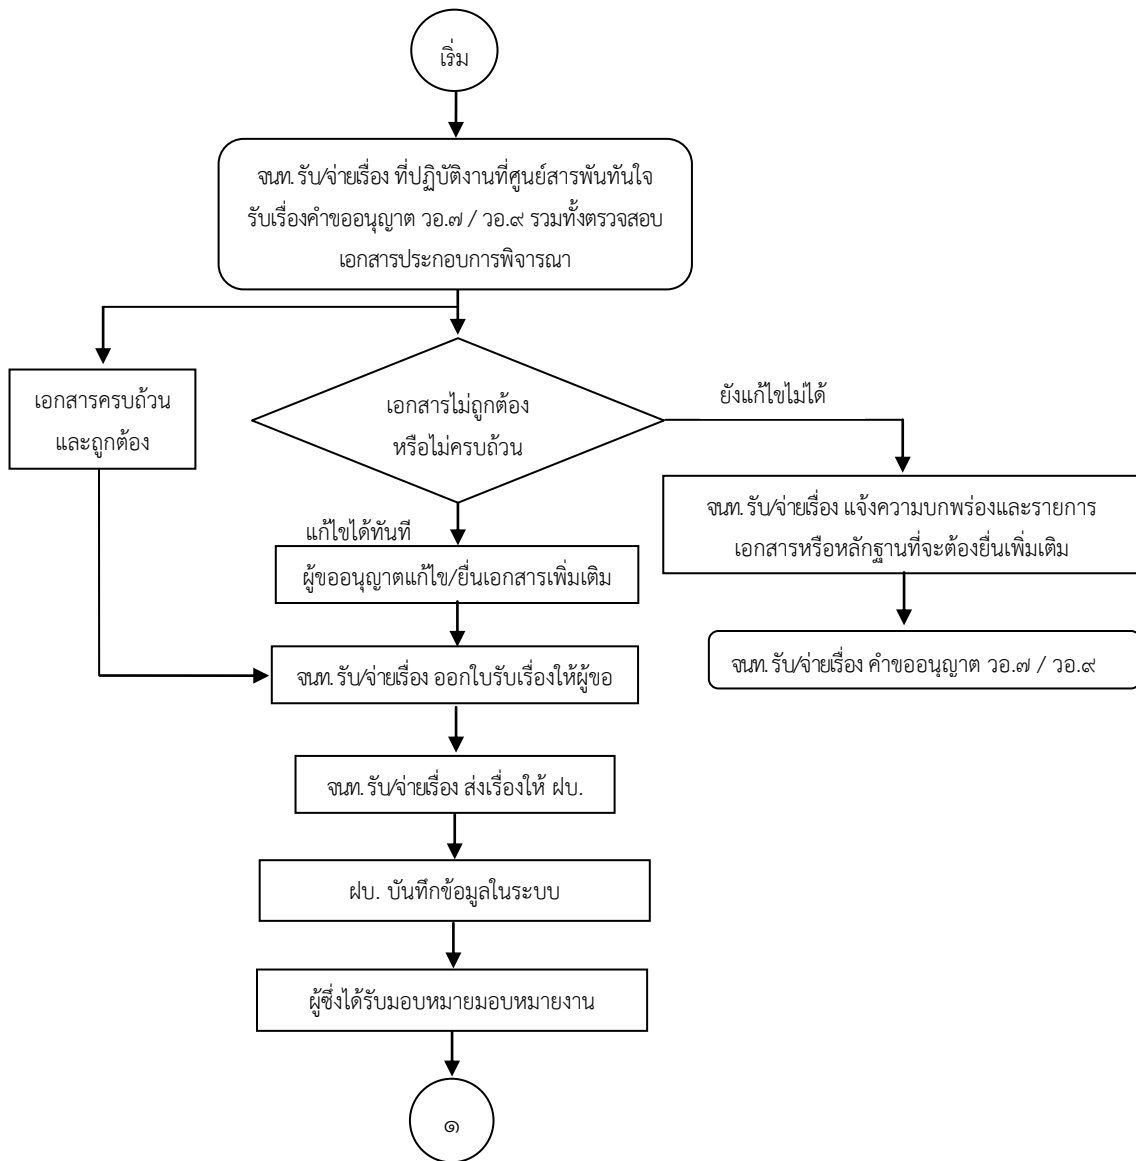 เริ่ม
จนท. รับ/จ่ายเรื่อง ที่ปฏิบัติงานที่ศูนย์สารพันทันใจ
รับเรื่องคำขออนุญาต วอ.๗ / วอ.๙ รวมทั้งตรวจสอบ
เอกสารประกอบการพิจารณา
เอกสารครบถ้วน
และถูกต้อง
เอกสารไม่ถูกต้อง
หรือไม่ครบถ้วน
ยังแก้ไขไม่ได้
จนท. รับ/จ่ายเรื่อง แจ้งความบกพร่องและรายการ
เอกสารหรือหลักฐานที่จะต้องยื่นเพิ่มเติม
แก้ไขได้ทันที
ผู้ขออนุญาตแก้ไข/ยื่นเอกสารเพิ่มเติม
จนท. รับ/จ่ายเรื่อง ออกใบรับเรื่องให้ผู้ขอ
จนท. รับ/จ่ายเรื่อง คำขออนุญาต วอ.๗ / วอ.๙
จนท. รับ/จ่ายเรื่อง ส่งเรื่องให้ ฝบ.
ฝบ. บันทึกข้อมูลในระบบ
ผู้ซึ่งได้รับมอบหมายมอบหมายงาน
๑